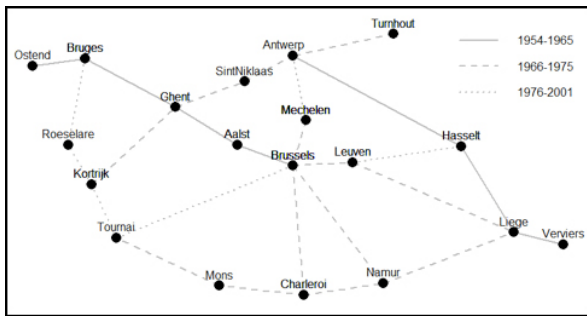 Turnhout
1954-1965
Bruges
Antwerp
Ostend
1966-1975
SintNiklaas
1976-2001
Ghent
Mechelen
Roeselare
Aalst
Hasselt
Brussels
Leuven
Kortrijk
Tournai
Liege
Verviers
Mons
Namur
Charleroi